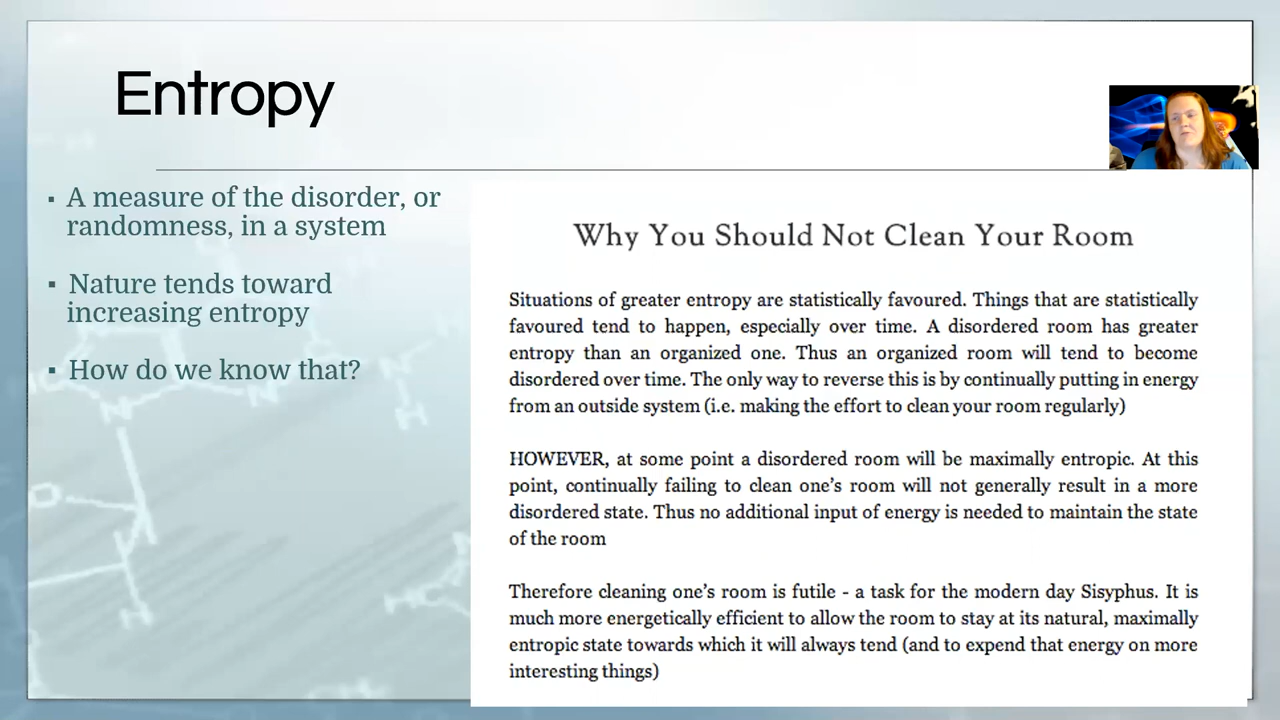 Entropy
▪ A measure of the disorder, or
randomness, in a system
▪ Nature tends toward
increasing entropy
▪ How do we know that?
Why You Should Not Clean Your Room
Situations of greater entropy are statistically favoured. Things that are statistically
favoured tend to happen, especially over time. A disordered room has greater
entropy than an organized one. Thus an organized room will tend to become
disordered over time. The only way to reverse this is by continually putting in energy
from an outside system (i.e. making the effort to clean your room regularly)
HOWEVER, at some point a disordered room will be maximally entropic. At this
point, continually failing to clean one's room will not generally result in a more
disordered state. Thus no additional input of energy is needed to maintain the state
of the room
Therefore cleaning one's room is futile - a task for the modern day Sisyphus. It is
much more energetically efficient to allow the room to stay at its natural, maximally
entropic state towards which it will always tend (and to expend that energy on more
interesting things)